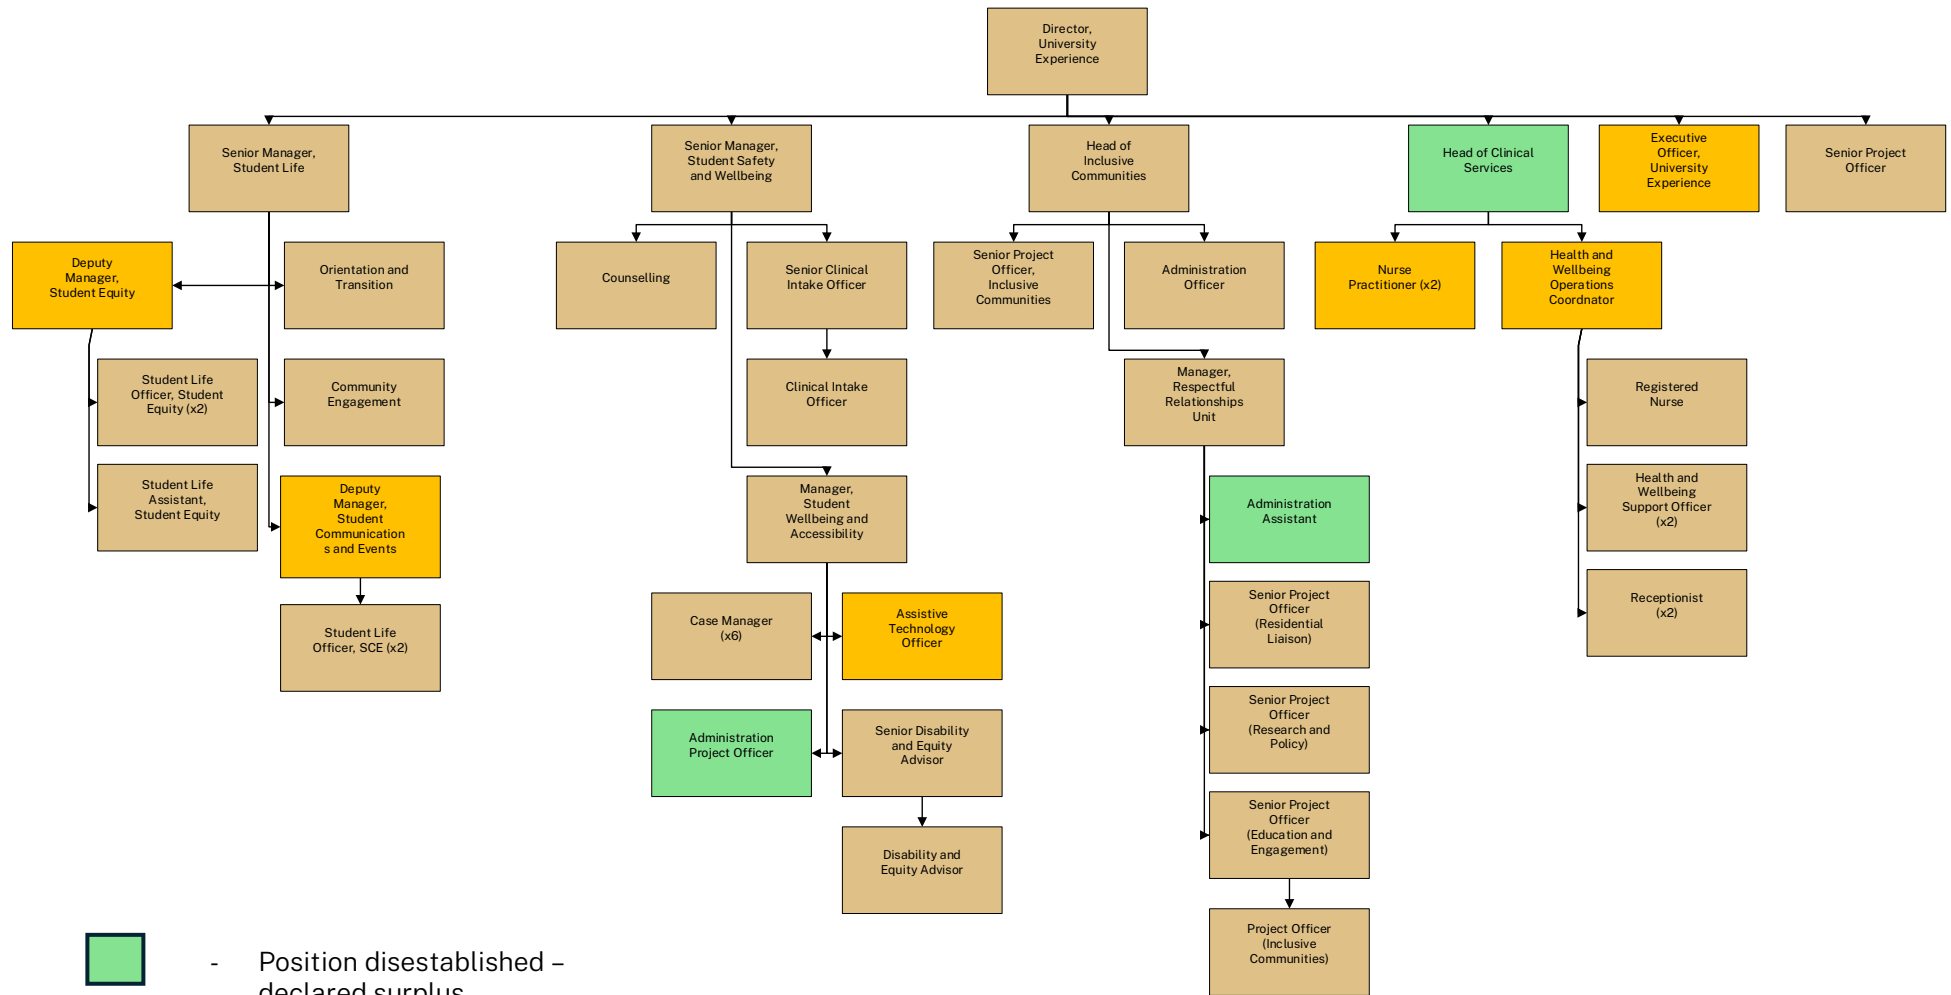 Director,
University
Experience
Senior Manager,
Student Life
Senior Manager,
Student Safety
and Wellbeing
Head of
Inclusive
Communities
Head of Clinical
Services
Executive
Officer,
University
Experience
Senior Project
Officer
Deputy
Manager,
Student Equity
Orientation and
Transition
Counselling
Senior Clinical
Intake Officer
Senior Project
Officer,
Inclusive
Communities
Administration
Officer
Nurse
Practitioner (x2)
Health and
Wellbeing
Operations
Coordnator
Student Life
Officer, Student
Equity (x2)
Community
Engagement
Clinical Intake
Officer
Manager,
Respectful
Relationships
Unit
Registered
Nurse
Student Life
Assistant,
Student Equity
Deputy
Manager,
Student
Communication
s and Events
Manager,
Student
Wellbeing and
Accessibility
Administration
Assistant
Health and
Wellbeing
Support Officer
(x2)
Student Life
Officer, SCE (x2)
Case Manager
(x6)
Assistive
Technology
Officer
Senior Project
Officer
(Residential
Liaison)
Receptionist
(x2)
Administration
Project Officer
Senior Disability
and Equity
Advisor
Senior Project
Officer
(Research and
Policy)
Disability and
Equity Advisor
Senior Project
Officer
(Education and
Engagement)
Project Officer
(Inclusive
Communities)
- Position disestablished –
declared surplus